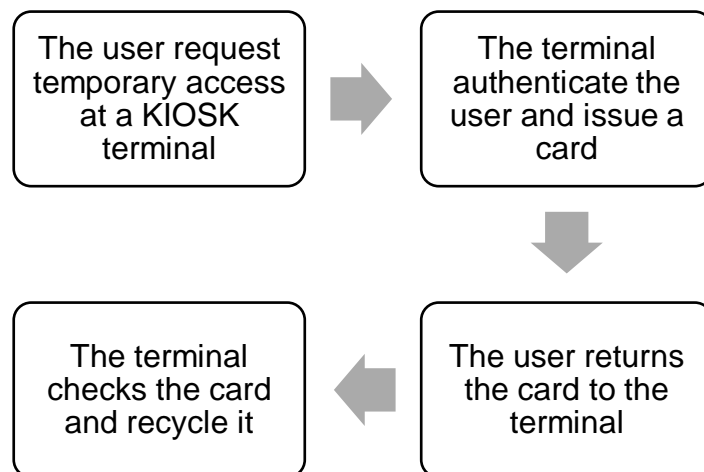 The user request
temporary access
at a KIOSK
terminal
The terminal
authenticate the
user and issue a
card
The user returns
the card to the
terminal
The terminal
checks the card
and recycle it